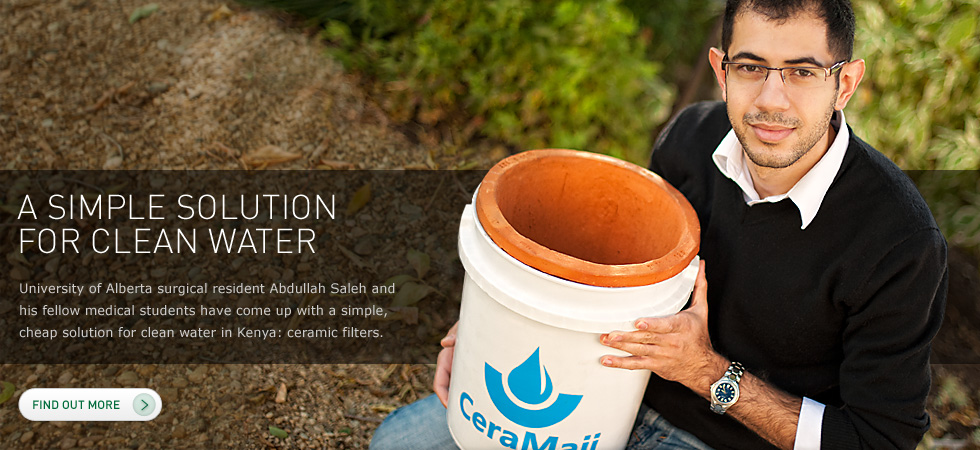 A SIMPLE SOLUTION
FOR CLEAN WATER
University of Alberta surgical resident Abdullah Saleh and
his fellow medical students have come up with a simple,
cheap solution for clean water in Kenya: ceramic filters.
FIND OUT MORE
CeraMaji